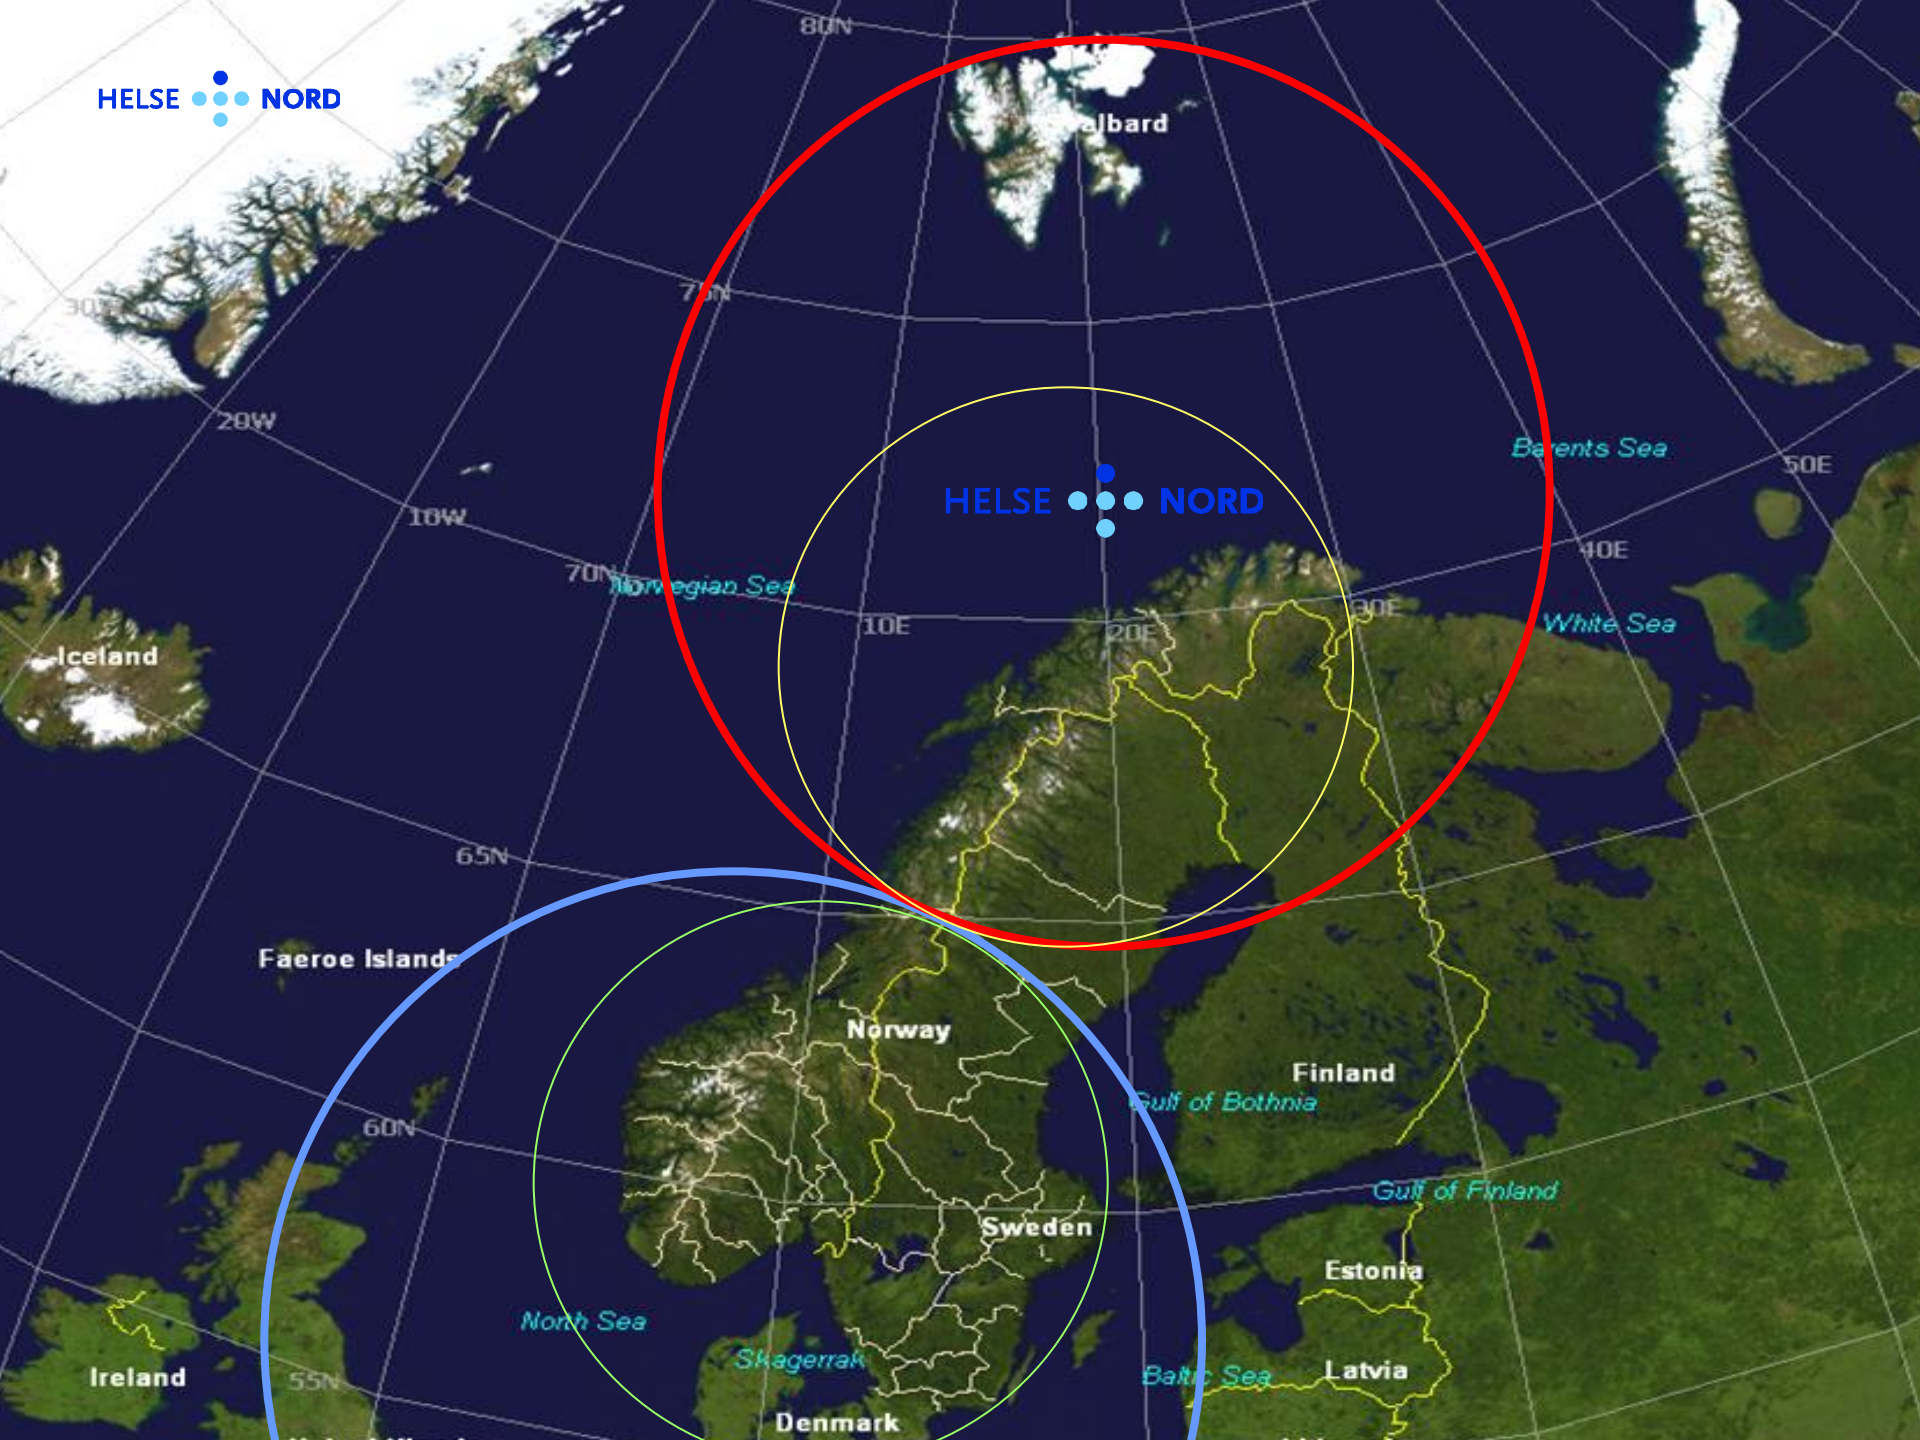 80N
HELSE NORD
albard
75N
30W
20W
Barents Sea
50E
HELSE NORD
10W
40E
70N
Norwegian Sea
30E
10E
20E
White Sea
Iceland
65N
Faeroe Islands
Norway
Finland
Gulf of Bothnia
60N
Gulf of Finland
Sweden
Estonia
North Sea
Skagerrak
Latvia
Baltic Sea
Ireland
55N
Denmark